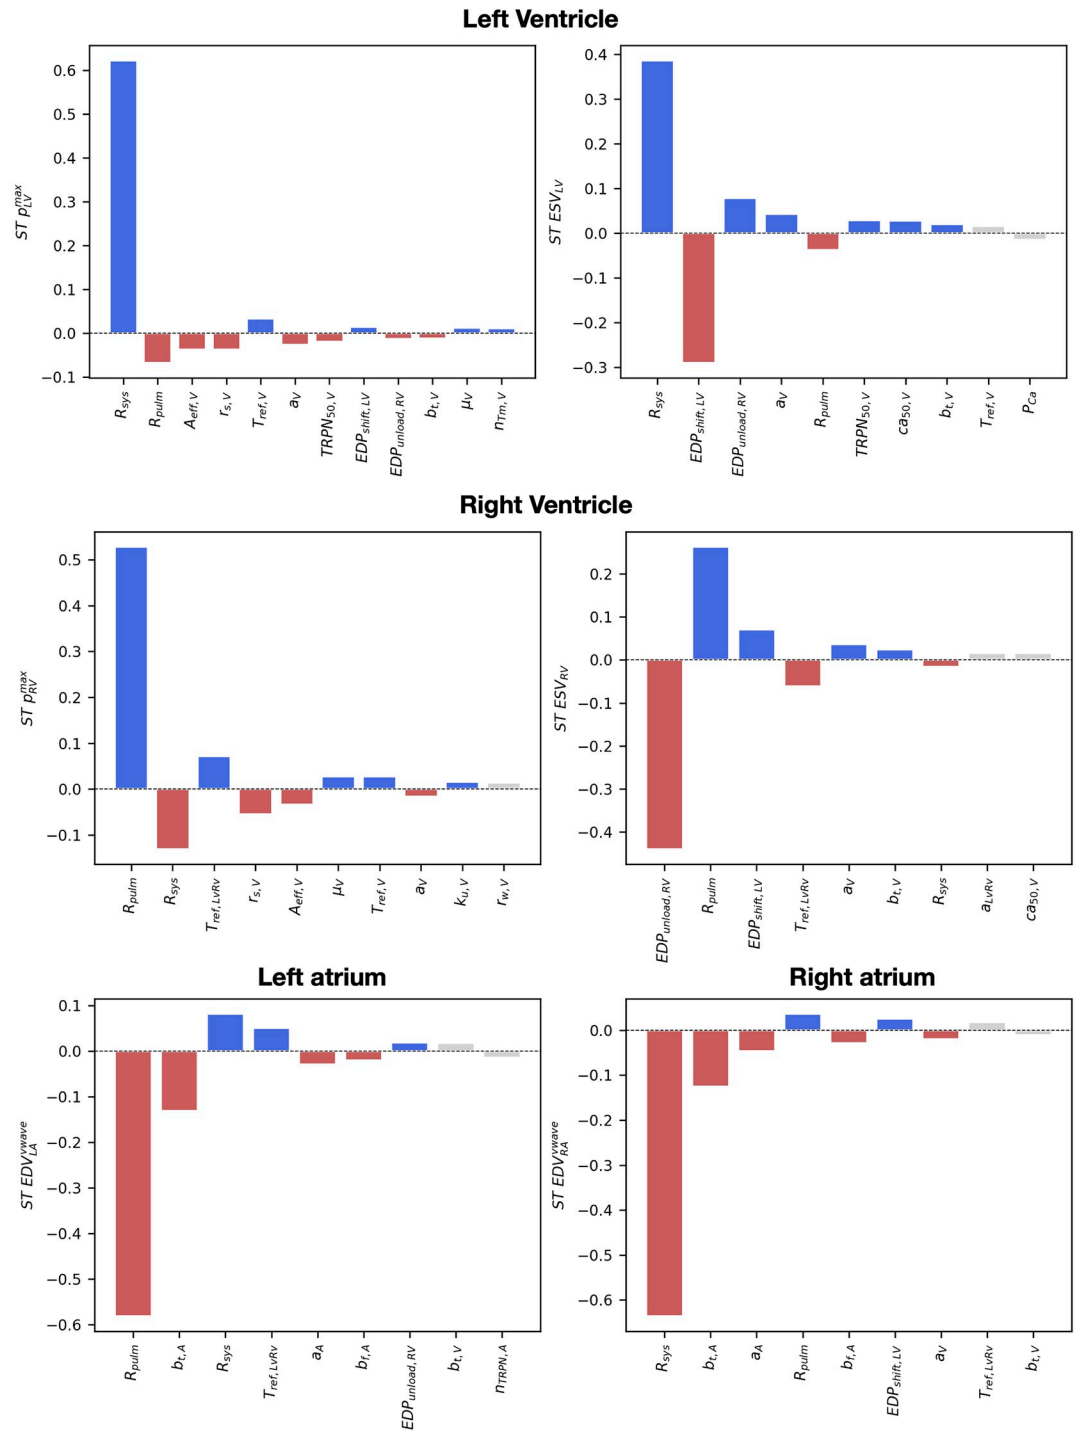 Left Ventricle
ST p_LV^max
0.6
0.5
0.4
0.3
0.2
0.1
0.0
−0.1
R_sys
R_pulm
A_eff,V
r_s,V
T_ref,V
a_V
TRPN_50,V
EDP_shift,LV
EDP_unload,RV
b_t,V
μ_V
n_Tm,V
ST ESV_LV
0.4
0.3
0.2
0.1
0.0
−0.1
−0.2
−0.3
R_sys
EDP_shift,LV
EDP_unload,RV
a_V
R_pulm
TRPN_50,V
ca_50,V
b_t,V
T_ref,V
P_Ca
Right Ventricle
ST p_RV^max
0.5
0.4
0.3
0.2
0.1
0.0
−0.1
R_pulm
R_sys
T_ref,LvRv
r_s,V
A_eff,V
μ_V
T_ref,V
a_V
k_u,V
r_w,V
ST ESV_RV
0.2
0.1
0.0
−0.1
−0.2
−0.3
−0.4
EDP_unload,RV
R_pulm
EDP_shift,LV
T_ref,LvRv
a_V
b_t,V
R_sys
a_LvRv
ca_50,V
Left atrium
ST EDV_LA^vwave
0.1
0.0
−0.1
−0.2
−0.3
−0.4
−0.5
−0.6
R_pulm
b_t,A
R_sys
T_ref,LvRv
a_A
b_f,A
EDP_unload,RV
b_t,V
n_TRPN,A
Right atrium
ST EDV_RA^vwave
0.0
−0.1
−0.2
−0.3
−0.4
−0.5
−0.6
R_sys
b_t,A
a_A
R_pulm
b_f,A
EDP_shift,LV
a_V
T_ref,LvRv
b_t,V